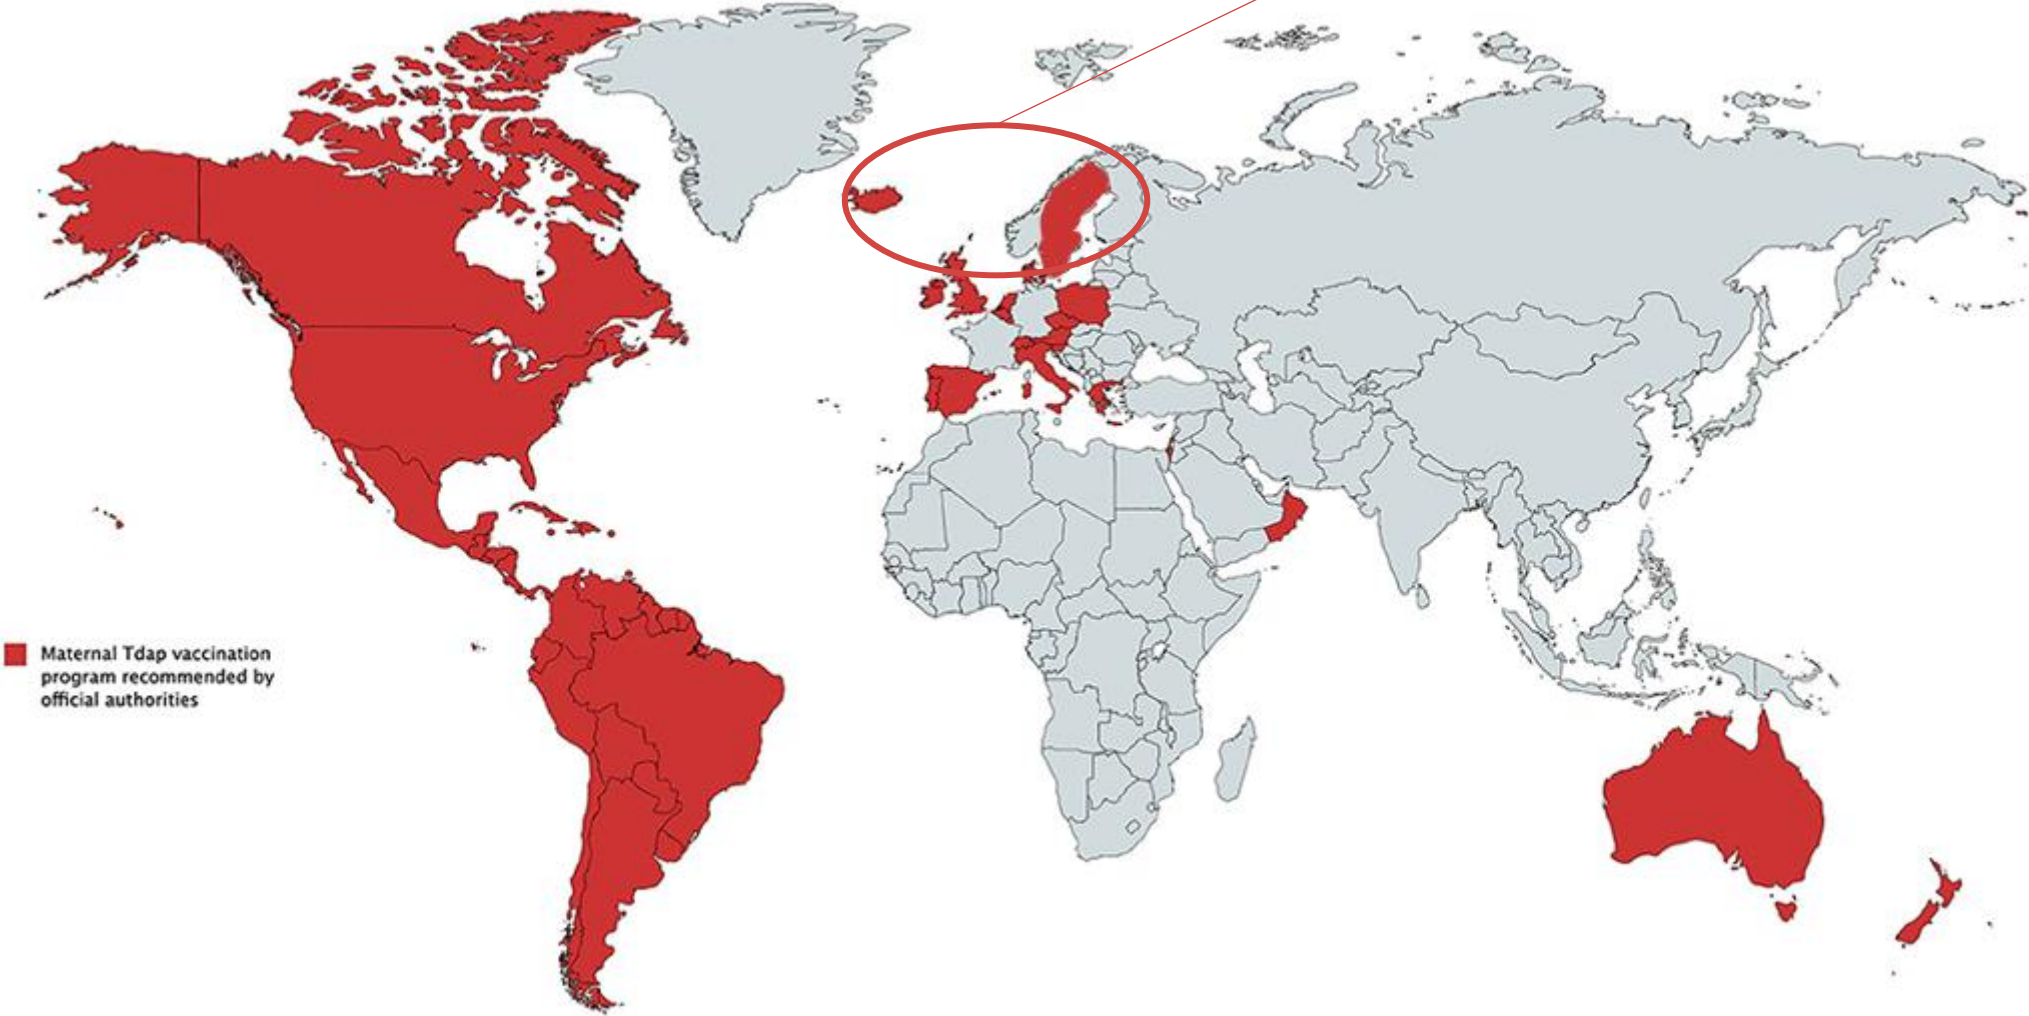 Maternal Tdap vaccination
program recommended by
official authorities